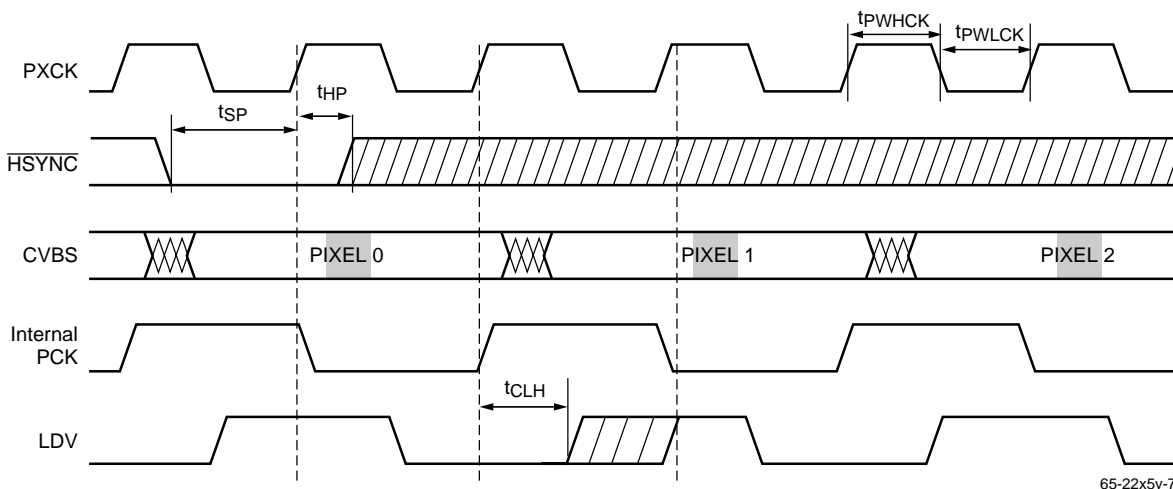 tPWHCK tPWLCK
PXCK
tSP tHP
HSYNC
CVBS PIXEL 0 PIXEL 1 PIXEL 2
Internal
PCK
tCLH
LDV
65-22x5y-7